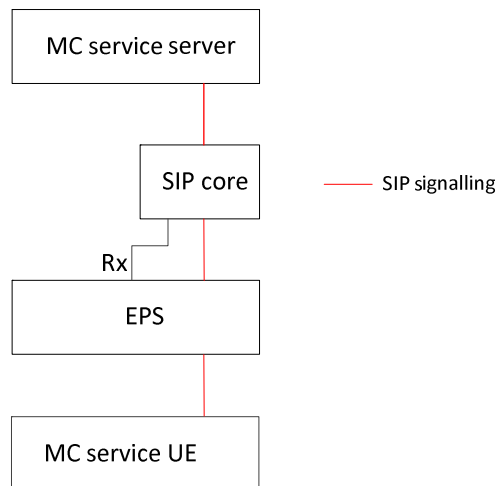 MC service server
SIP core
SIP signalling
Rx
EPS
MC service UE